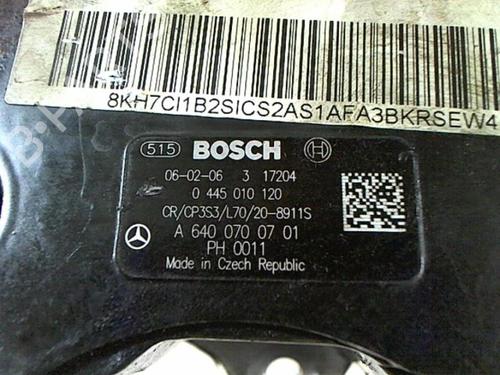 8KH7CI1B2SICS2AS1AFA3BKRSEW4
515 BOSCH
06-02-06 3 17204
0 445 010 120
CR/CP3S3/L70/20-8911S
A 640 070 07 01
PH 0011
Made in Czech Republic
B-PARTS